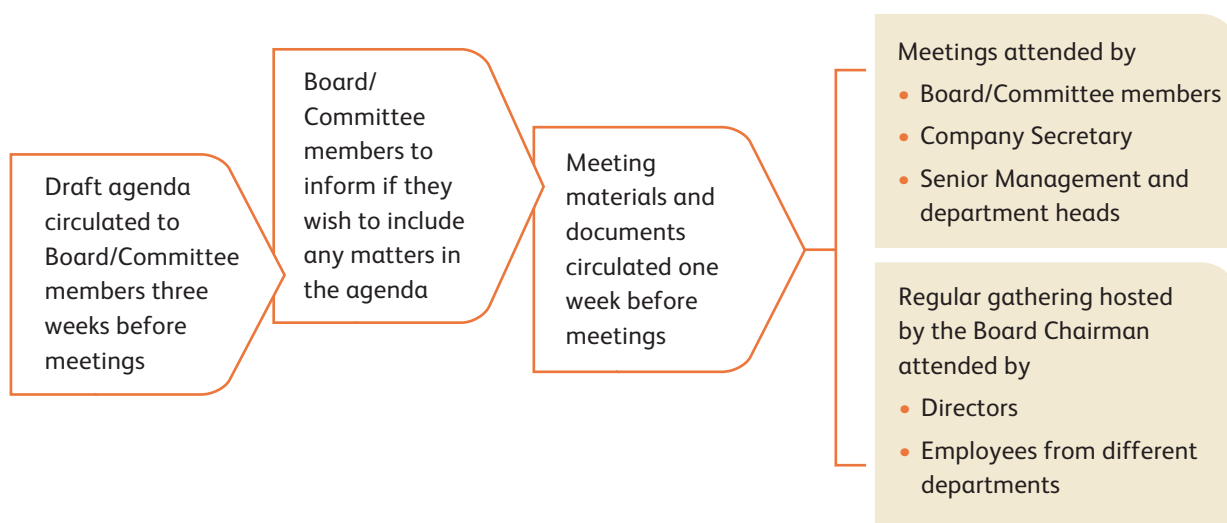 Draft agenda
circulated to
Board/Committee
members three
weeks before
meetings
Board/
Committee
members to
inform if they
wish to include
any matters in
the agenda
Meeting
materials and
documents
circulated one
week before
meetings
Meetings attended by
• Board/Committee members
• Company Secretary
• Senior Management and
department heads
Regular gathering hosted
by the Board Chairman
attended by
• Directors
• Employees from different
departments